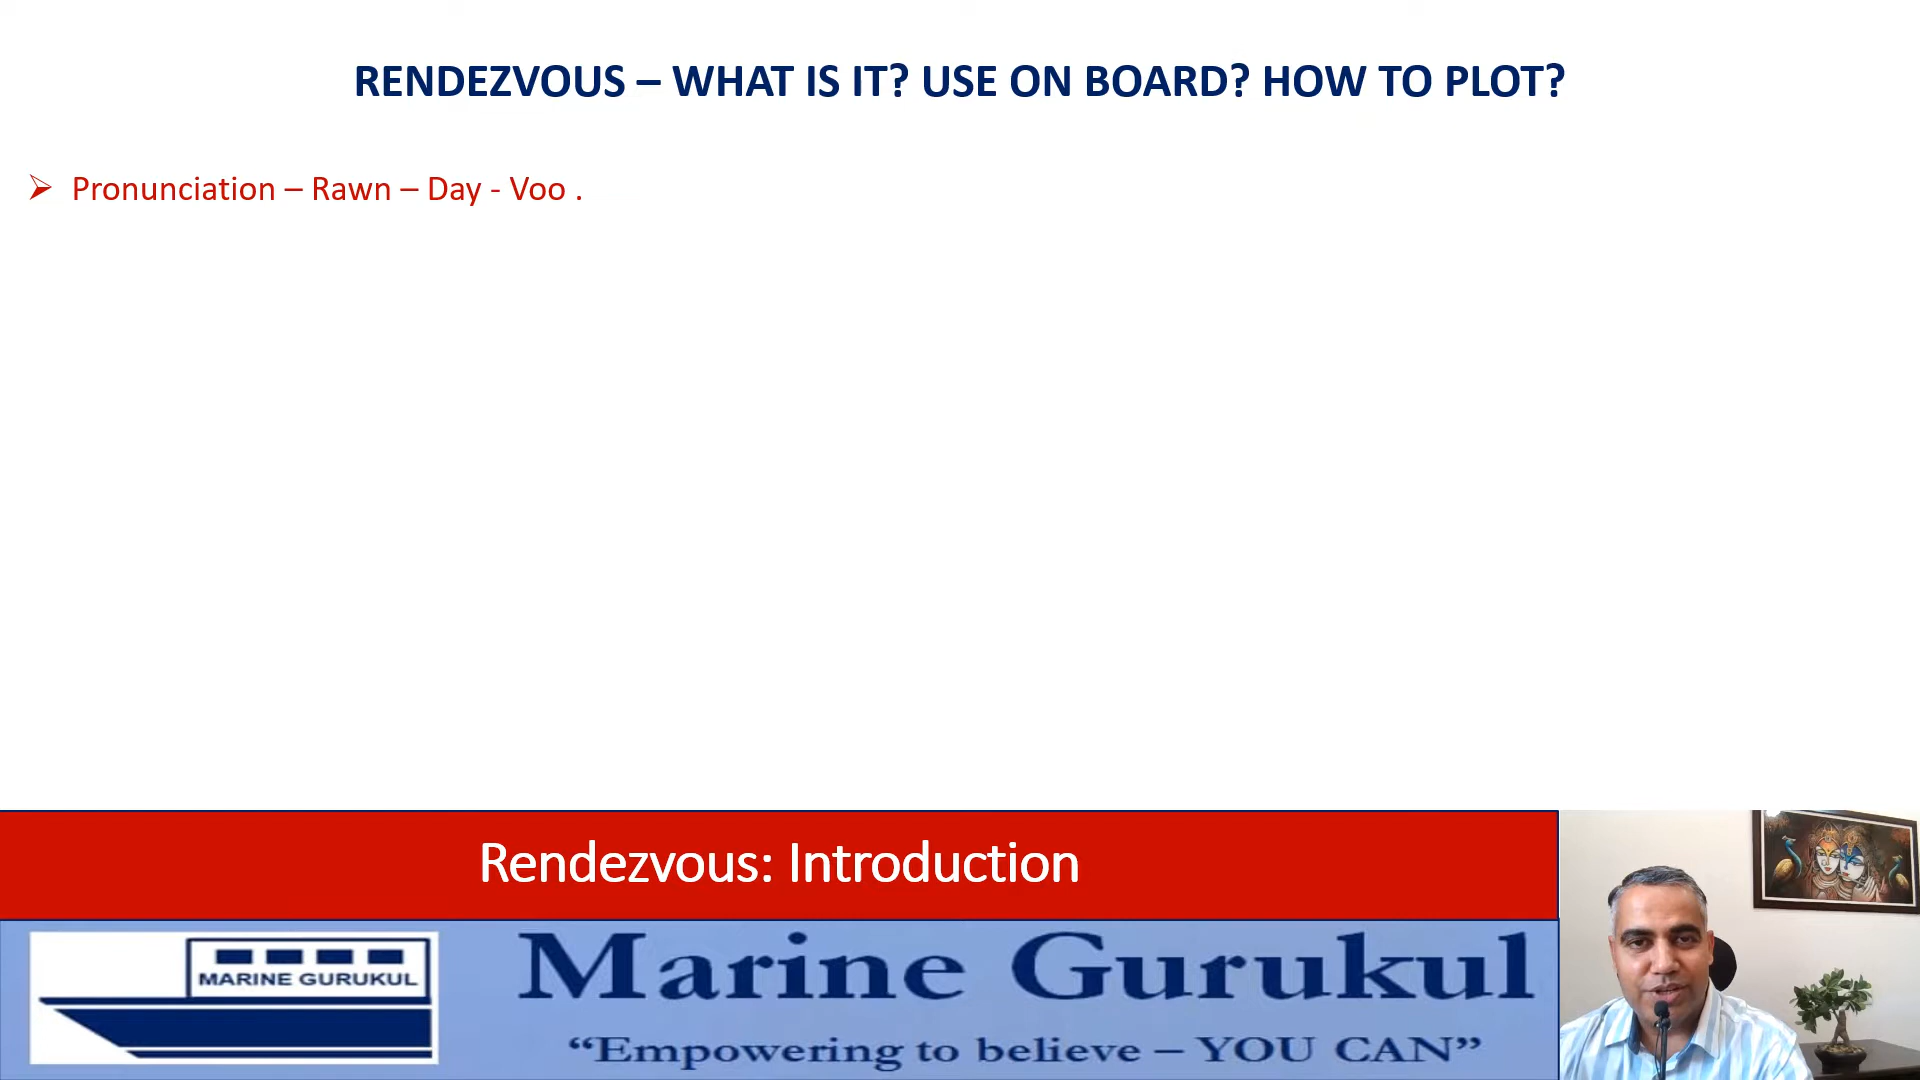 RENDEZVOUS – WHAT IS IT? USE ON BOARD? HOW TO PLOT?
➢ Pronunciation – Rawn – Day - Voo .
Rendezvous: Introduction
MARINE GURUKUL
Marine Gurukul
“Empowering to believe – YOU CAN”